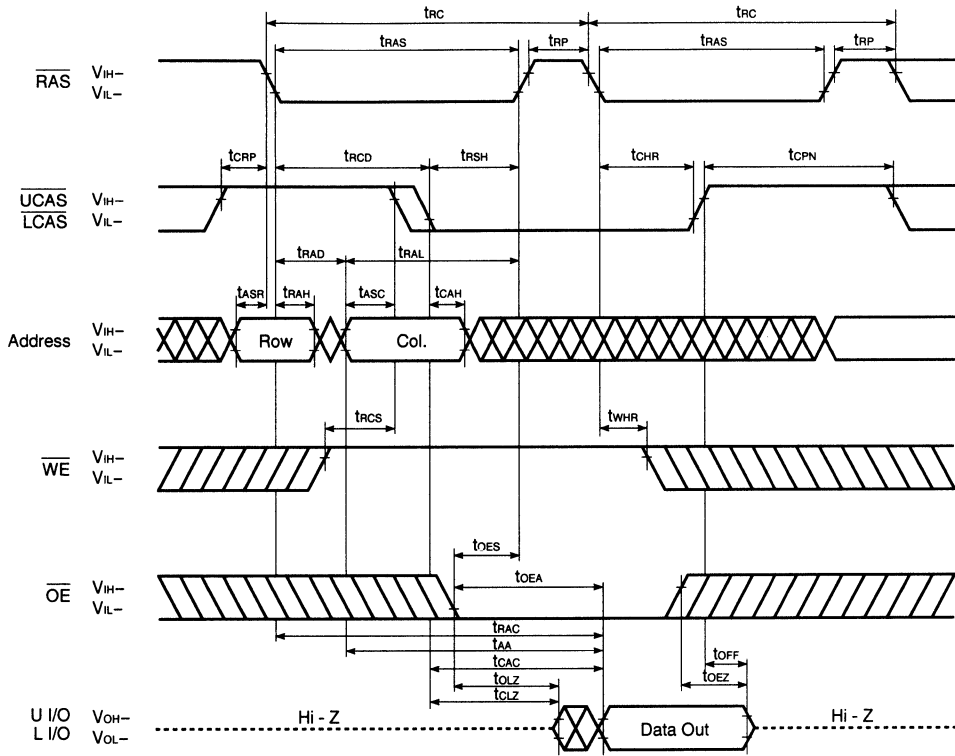 tRC tRC
tRAS tRP tRAS tRP
RAS VIH–
VIL–
tCRP tRCD tRSH tCHR tCPN
UCAS VIH–
LCAS VIL–
tRAD tRAL
tASR tRAH tASC tCAH
Address VIH–
VIL–
Row Col.
tRCS tWHR
WE VIH–
VIL–
tOES
tOEA
OE VIH–
VIL–
tRAC
tAA
tCAC tOFF
tOLZ tOEZ
tCLZ
U I/O VOH–
L I/O VOL–
Hi - Z Data Out Hi - Z